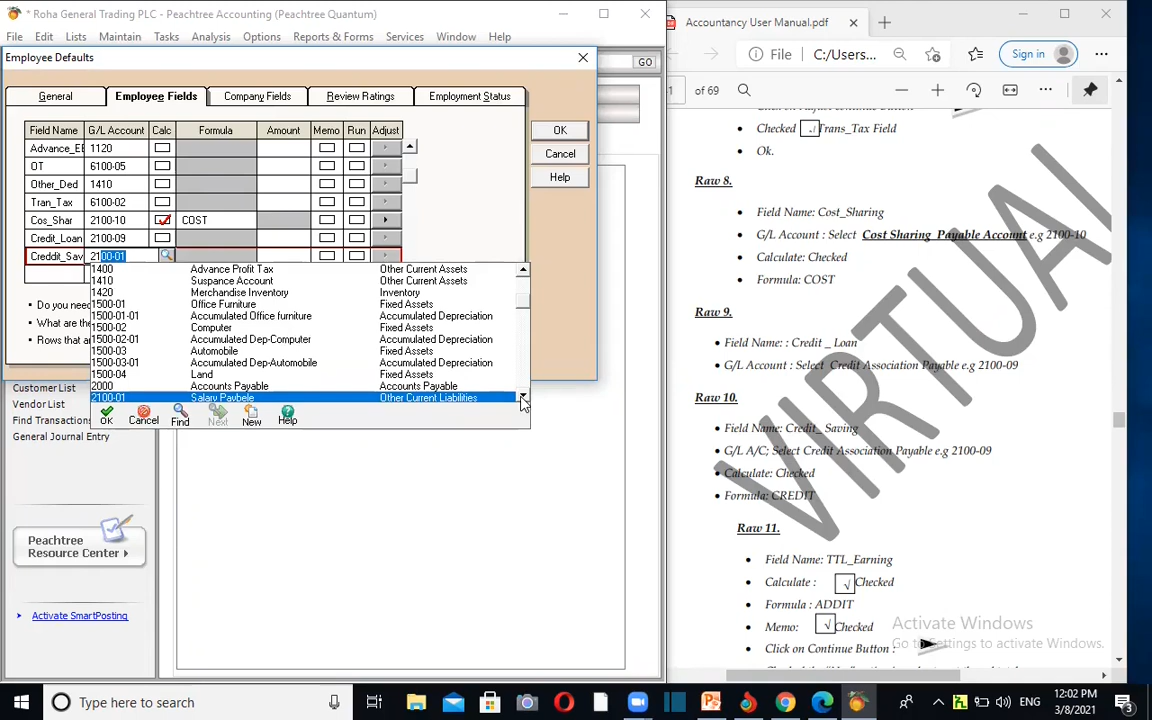 * Roha General Trading PLC - Peachtree Accounting (Peachtree Quantum)
File Edit Lists Maintain Tasks Analysis Options Reports & Forms Services Window Help
Employee Defaults
GO
General Employee Fields Company Fields Review Ratings Employment Status
Field Name G/L Account Calc Formula Amount Memo Run Adjust
1120
OT 6100-05
Other_Ded 1410
Tran_Tax 6100-02
Cos_Shar 2100-10 COST
Credit_Loan 2100-09
Creddit_Sav 2100-01
OK
Cancel
Help
1400 Advance Profit Tax Other Current Assets
1410 Suspance Account Other Current Assets
1420 Merchandise Inventory Inventory
1500-01 Office Furniture Fixed Assets
1500-01-01 Accumulated Office furniture Accumulated Depreciation
1500-02 Computer Fixed Assets
1500-02-01 Accumulated Dep-Computer Accumulated Depreciation
1500-03 Automobile Fixed Assets
1500-03-01 Accumulated Dep-Automobile Accumulated Depreciation
1500-04 Land Fixed Assets
2000 Accounts Payable Accounts Payable
2100-01 Salary Paybele Other Current Liabilities
OK Cancel Find Next New Help
• Do you need
• What are the
• Rows that a
Customer List
Vendor List
Find Transactions
General Journal Entry
Peachtree
Resource Center
Activate SmartPosting
Accountancy User Manual.pdf
File C:/Users... Sign in
1 of 69
Checked Trans_Tax Field
• Ok.
Raw 8.
• Field Name: Cost_Sharing
• G/L Account : Select Cost Sharing Payable Account e.g 2100-10
• Calculate: Checked
• Formula: COST
Raw 9.
• Field Name: : Credit _ Loan
• G/L Account : Select Credit Association Payable e.g 2100-09
Raw 10.
• Field Name: Credit_ Saving
• G/L A/C; Select Credit Association Payable e.g 2100-09
• Calculate: Checked
• Formula: CREDIT
Raw 11.
• Field Name: TTL_Earning
• Calculate : √ Checked
• Formula : ADDIT
• Memo: √ Checked
• Click on Continue Button :
VIRTUAL
Activate Windows
Go to Settings to activate Windows.
Type here to search
ENG
12:02 PM
3/8/2021
3